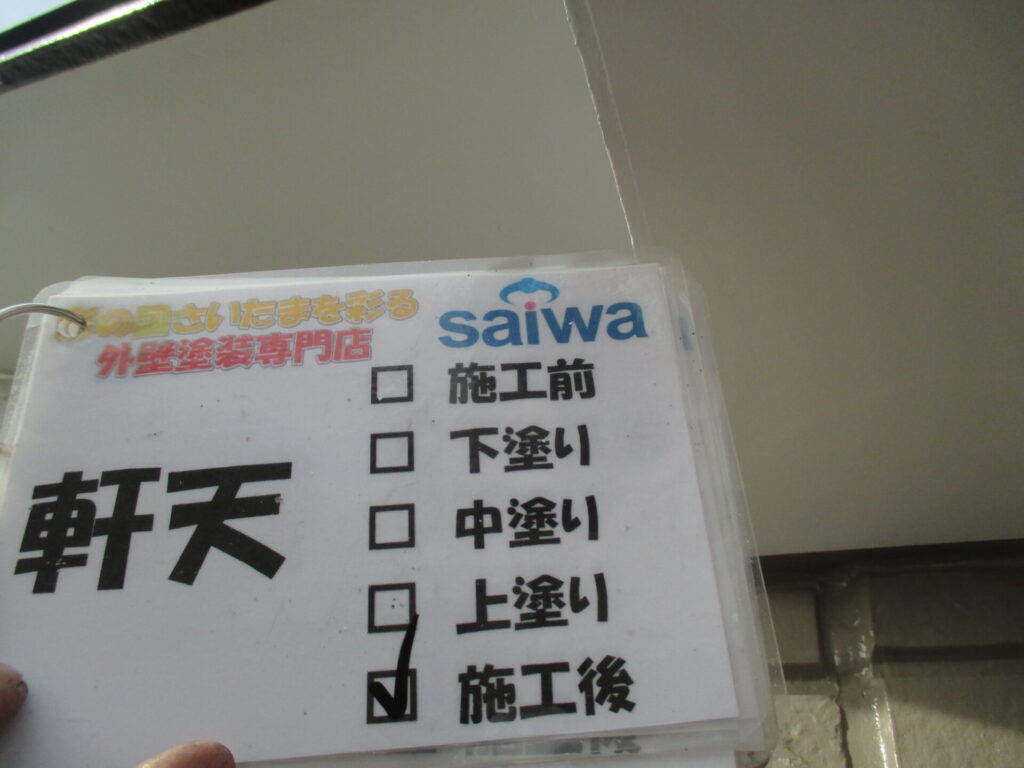 彩の国さいたまを彩る
外壁塗装専門店
saiwa
軒天
□ 施工前
□ 下塗り
□ 中塗り
□ 上塗り
☑ 施工後